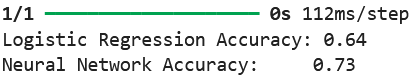 1/1 ━━━━━━━━━━━━━━━━━━━━ 0s 112ms/step
Logistic Regression Accuracy: 0.64
Neural Network Accuracy:     0.73